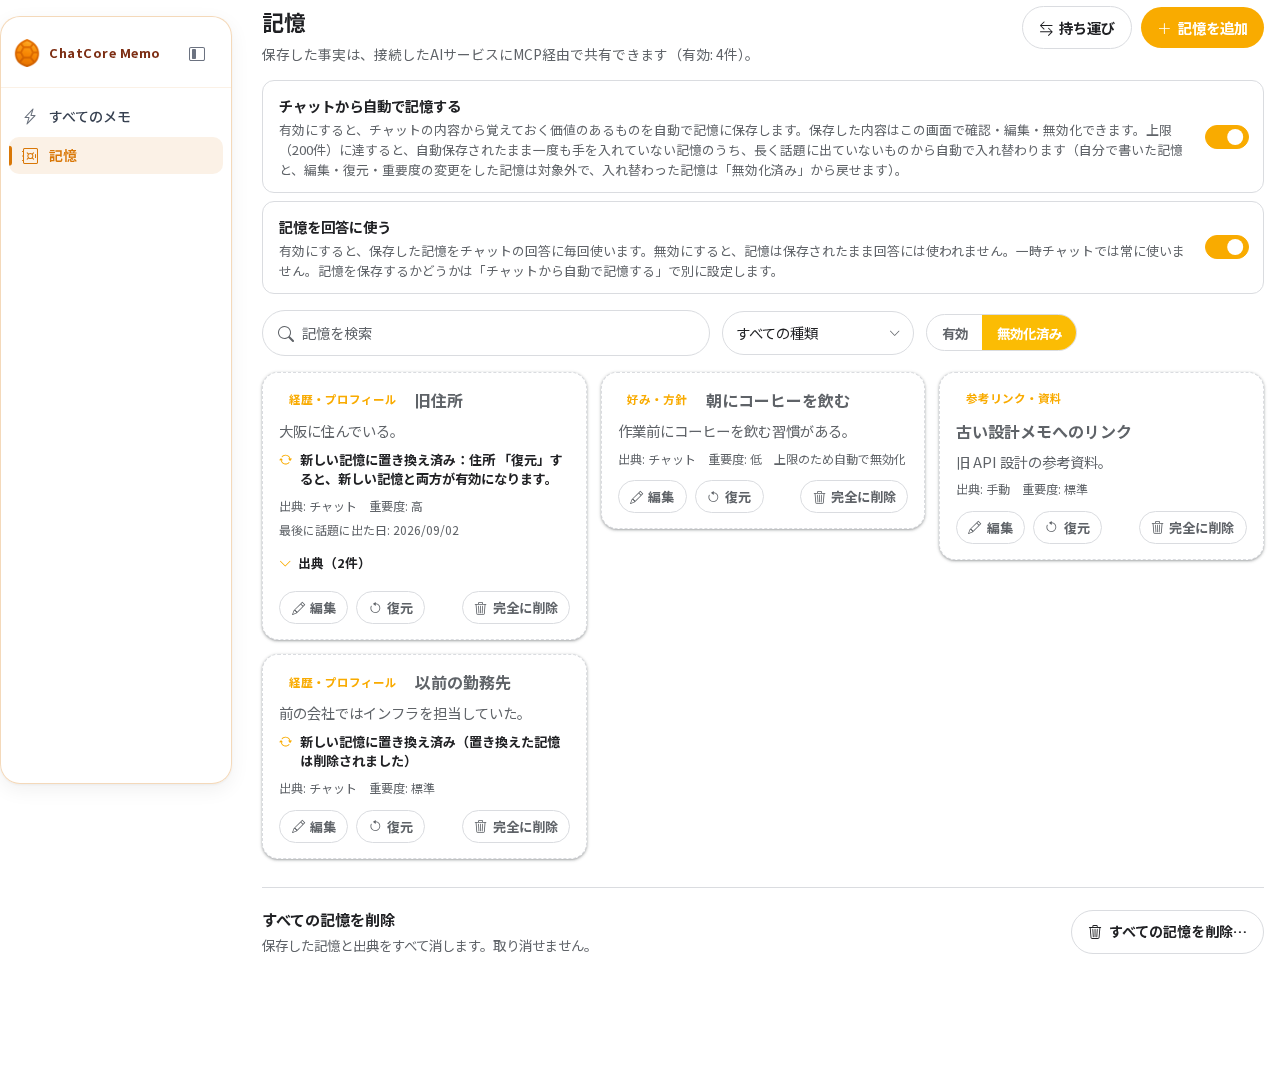 ChatCore Memo
すべてのメモ
記憶
記憶
保存した事実は、接続したAIサービスにMCP経由で共有できます（有効: 4件）。
持ち運び
記憶を追加
チャットから自動で記憶する
有効にすると、チャットの内容から覚えておく価値のあるものを自動で記憶に保存します。保存した内容はこの画面で確認・編集・無効化できます。上限
（200件）に達すると、自動保存されたまま一度も手を入れていない記憶のうち、長く話題に出ていないものから自動で入れ替わります（自分で書いた記憶
と、編集・復元・重要度の変更をした記憶は対象外で、入れ替わった記憶は「無効化済み」から戻せます）。
記憶を回答に使う
有効にすると、保存した記憶をチャットの回答に毎回使います。無効にすると、記憶は保存されたまま回答には使われません。一時チャットでは常に使いま
せん。記憶を保存するかどうかは「チャットから自動で記憶する」で別に設定します。
記憶を検索
すべての種類
有効
無効化済み
経歴・プロフィール 旧住所
大阪に住んでいる。
新しい記憶に置き換え済み：住所 「復元」す
ると、新しい記憶と両方が有効になります。
出典: チャット 重要度: 高
最後に話題に出た日: 2026/09/02
出典（2件）
編集 復元 完全に削除
好み・方針 朝にコーヒーを飲む
作業前にコーヒーを飲む習慣がある。
出典: チャット 重要度: 低 上限のため自動で無効化
編集 復元 完全に削除
参考リンク・資料
古い設計メモへのリンク
旧 API 設計の参考資料。
出典: 手動 重要度: 標準
編集 復元 完全に削除
経歴・プロフィール 以前の勤務先
前の会社ではインフラを担当していた。
新しい記憶に置き換え済み（置き換えた記憶
は削除されました）
出典: チャット 重要度: 標準
編集 復元 完全に削除
すべての記憶を削除
保存した記憶と出典をすべて消します。取り消せません。
すべての記憶を削除…